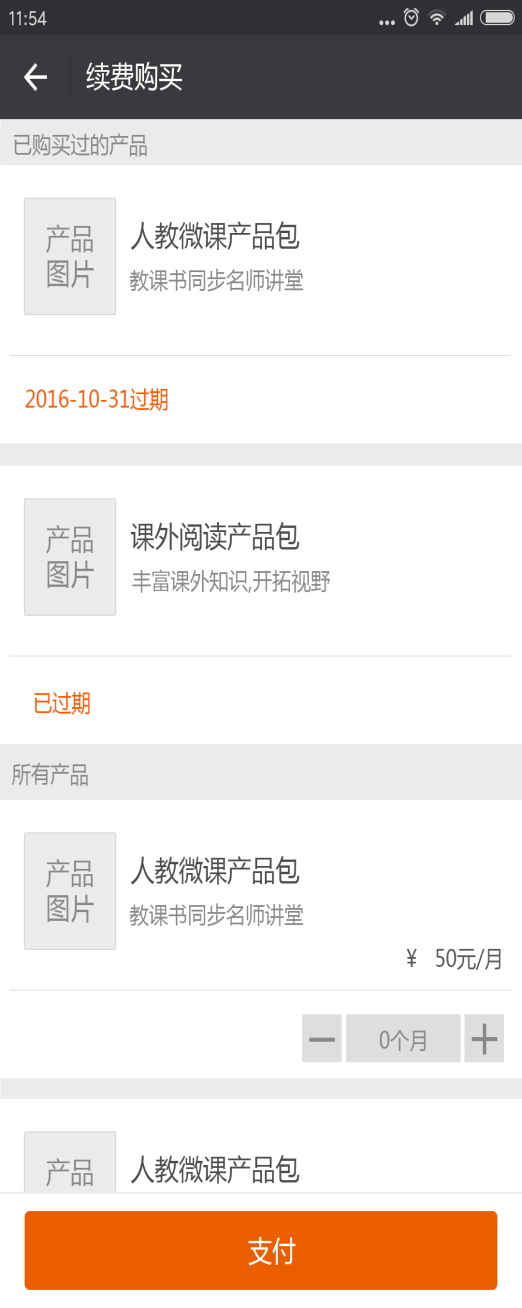 11:54
续费购买
已购买过的产品
产品
图片
人教微课产品包
教课书同步名师讲堂
2016-10-31过期
产品
图片
课外阅读产品包
丰富课外知识,开拓视野
已过期
所有产品
产品
图片
人教微课产品包
教课书同步名师讲堂
¥ 50元/月
0个月
产品
人教微课产品包
支付